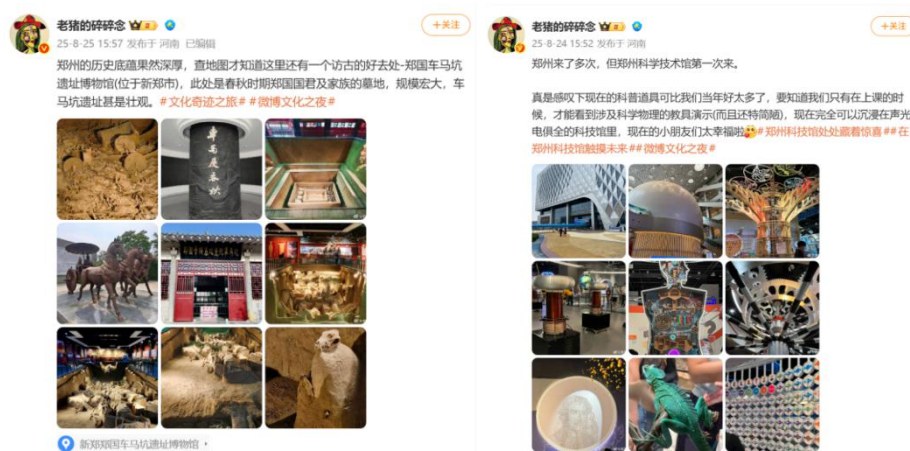 老猪的碎碎念
+关注
25-8-25 15:57 发布于 河南 已编辑
郑州的历史底蕴果然深厚，查地图才知道这里还有一个访古的好去处-郑国车马坑
遗址博物馆(位于新郑市)，此处是春秋时期郑国国君及家族的墓地，规模宏大，车
马坑遗址甚是壮观。#文化奇迹之旅##微博文化之夜#
新郑郑国车马坑遗址博物馆
老猪的碎碎念
+关注
25-8-24 15:52 发布于 河南
郑州来了多次，但郑州科学技术馆第一次来。
真是感叹下现在的科普道具可比我们当年好太多了，要知道我们只有在上课的时
候，才能看到涉及科学物理的教具演示(而且还特简陋)，现在完全可以沉浸在声光
电俱全的科技馆里，现在的小朋友们太幸福啦#郑州科技馆处处藏着惊喜##在
郑州科技馆触摸未来##微博文化之夜#